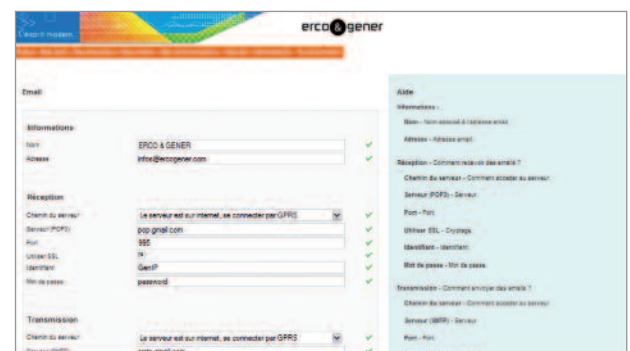 L'esprit modem
erco&gener
Email
Informations
Nom
ERCO & GENER
Adresse
infos@ercogener.com
Réception
Chemin du serveur
Le serveur est sur internet, se connecter par GPRS
Serveur (POP3)
pop.gmail.com
Port
995
Utiliser SSL
Identifiant
GenIP
Mot de passe
password
Transmission
Chemin du serveur
Le serveur est sur internet, se connecter par GPRS
Aide
Informations -
Nom - Nom associé à l'adresse email.
Adresse - Adresse email.
Réception - Comment recevoir des emails ?
Chemin du serveur - Comment accéder au serveur.
Serveur (POP3) - Serveur.
Port - Port.
Utiliser SSL - Cryptage.
Identifiant - Identifiant.
Mot de passe - Mot de passe.
Transmission - Comment envoyer des emails ?
Chemin du serveur - Comment accéder au serveur.
Serveur (SMTP) - Serveur.
Port - Port.